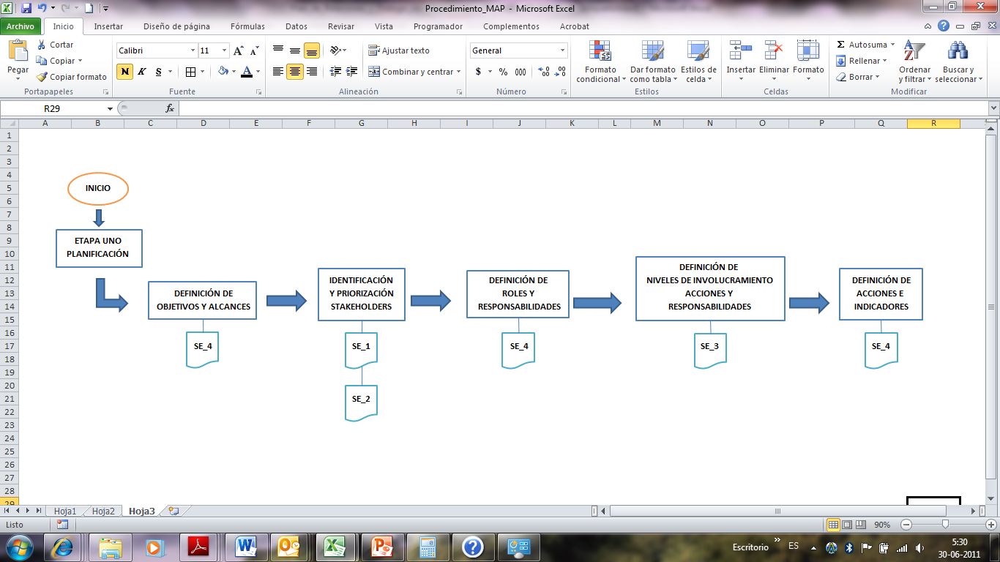 Procedimiento_MAP - Microsoft Excel
Archivo Inicio Insertar Diseño de página Fórmulas Datos Revisar Vista Programador Complementos Acrobat
Pegar
Cortar
Copiar
Copiar formato
Portapapeles
Calibri 11
N K S
Fuente
Ajustar texto
Combinar y centrar
Alineación
General
$ % 000
Número
Formato
condicional
Dar formato
como tabla
Estilos de
celda
Estilos
Insertar Eliminar Formato
Celdas
Σ Autosuma
Rellenar
Borrar
Ordenar
y filtrar
Buscar y
seleccionar
Modificar
R29 fx
A B C D E F G H I J K L M N O P Q R
1
2
3
4
5
6
7
8
9
10
11
12
13
14
15
16
17
18
19
20
21
22
23
24
25
26
27
28
29
INICIO
ETAPA UNO
PLANIFICACIÓN
DEFINICIÓN DE
OBJETIVOS Y ALCANCES
SE_4
IDENTIFICACIÓN
Y PRIORIZACIÓN
STAKEHOLDERS
SE_1
SE_2
DEFINICIÓN DE
ROLES Y
RESPONSABILIDADES
SE_4
DEFINICIÓN DE
NIVELES DE INVOLUCRAMIENTO
ACCIONES Y
RESPONSABILIDADES
SE_3
DEFINICIÓN DE
ACCIONES E
INDICADORES
SE_4
Hoja1 Hoja2 Hoja3
Listo
90%
Escritorio » ES
5:30
30-06-2011